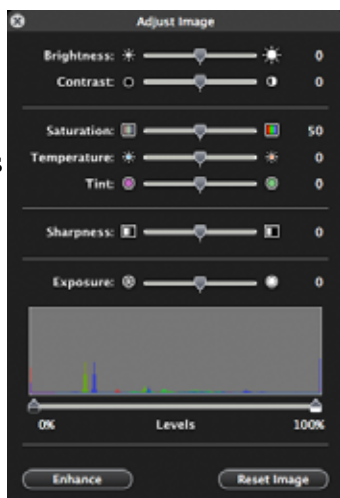 Adjust Image
Brightness: 0
Contrast: 0
Saturation: 50
Temperature: 0
Tint: 0
Sharpness: 0
Exposure: 0
0% Levels 100%
Enhance Reset Image